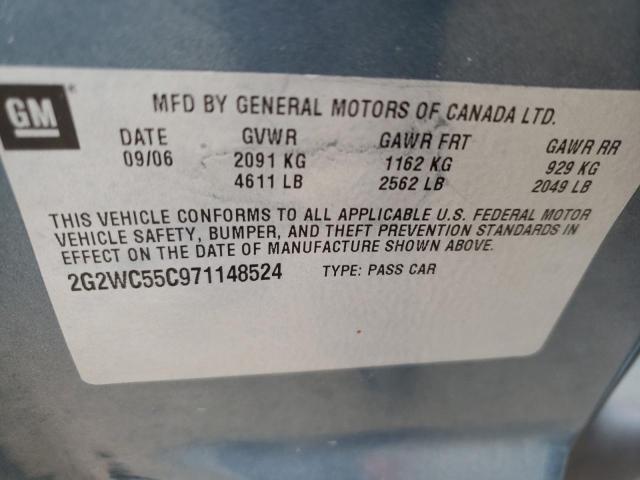 GM ®
MFD BY GENERAL MOTORS OF CANADA LTD.
DATE GVWR GAWR FRT GAWR RR
09/06 2091 KG 1162 KG 929 KG
4611 LB 2562 LB 2049 LB
THIS VEHICLE CONFORMS TO ALL APPLICABLE U.S. FEDERAL MOTOR
VEHICLE SAFETY, BUMPER, AND THEFT PREVENTION STANDARDS IN
EFFECT ON THE DATE OF MANUFACTURE SHOWN ABOVE.
2G2WC55C971148524 TYPE: PASS CAR